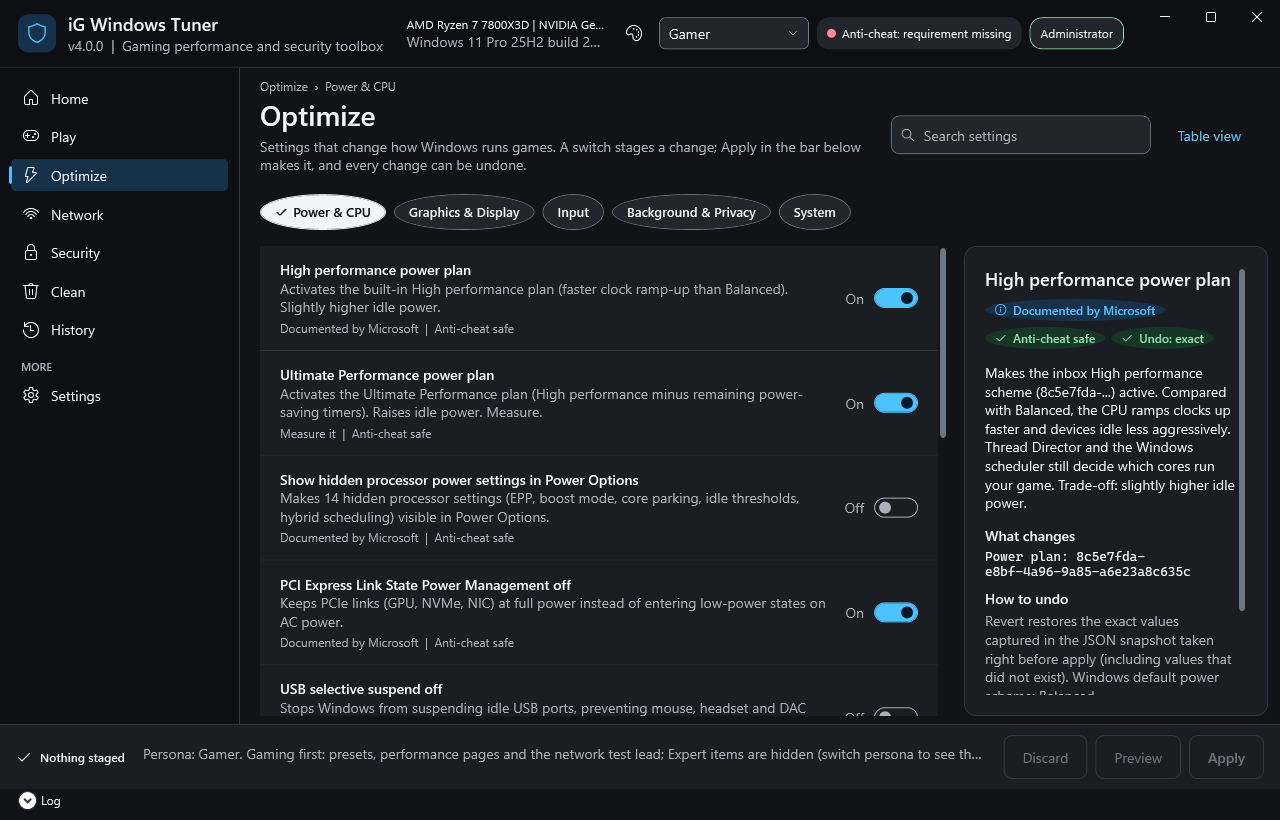 iG Windows Tuner
v4.0.0 | Gaming performance and security toolbox
AMD Ryzen 7 7800X3D | NVIDIA Ge...
Windows 11 Pro 25H2 build 2...
Gamer
Anti-cheat: requirement missing
Administrator
Home
Play
Optimize
Network
Security
Clean
History
MORE
Settings
Optimize › Power & CPU
Optimize
Settings that change how Windows runs games. A switch stages a change; Apply in the bar below
makes it, and every change can be undone.
Search settings
Table view
Power & CPU
Graphics & Display
Input
Background & Privacy
System
High performance power plan
Activates the built-in High performance plan (faster clock ramp-up than Balanced).
Slightly higher idle power.
Documented by Microsoft | Anti-cheat safe
On
Ultimate Performance power plan
Activates the Ultimate Performance plan (High performance minus remaining power-
saving timers). Raises idle power. Measure.
Measure it | Anti-cheat safe
On
Show hidden processor power settings in Power Options
Makes 14 hidden processor settings (EPP, boost mode, core parking, idle thresholds,
hybrid scheduling) visible in Power Options.
Documented by Microsoft | Anti-cheat safe
Off
PCI Express Link State Power Management off
Keeps PCIe links (GPU, NVMe, NIC) at full power instead of entering low-power states on
AC power.
Documented by Microsoft | Anti-cheat safe
On
USB selective suspend off
Stops Windows from suspending idle USB ports, preventing mouse, headset and DAC
Off
High performance power plan
Documented by Microsoft
Anti-cheat safe
Undo: exact
Makes the inbox High performance
scheme (8c5e7fda-...) active. Compared
with Balanced, the CPU ramps clocks up
faster and devices idle less aggressively.
Thread Director and the Windows
scheduler still decide which cores run
your game. Trade-off: slightly higher idle
power.
What changes
Power plan: 8c5e7fda-
e8bf-4a96-9a85-a6e23a8c635c
How to undo
Revert restores the exact values
captured in the JSON snapshot taken
right before apply (including values that
did not exist). Windows default power
scheme: Balanced
Nothing staged
Persona: Gamer. Gaming first: presets, performance pages and the network test lead; Expert items are hidden (switch persona to see th...
Discard
Preview
Apply
Log